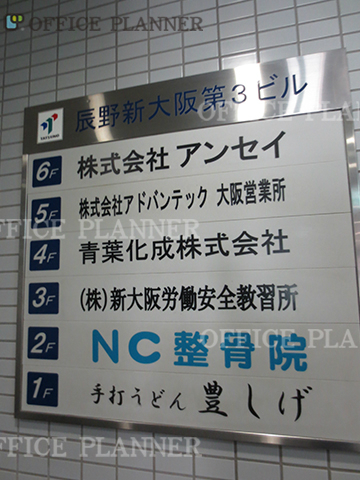 OFFICE PLANNER
TATSUNO
辰野新大阪第3ビル
6F 株式会社 アンセイ
5F 株式会社アドバンテック 大阪営業所
4F 青葉化成株式会社
3F (株)新大阪労働安全教習所
2F NC整骨院
1F 手打うどん 豊しげ